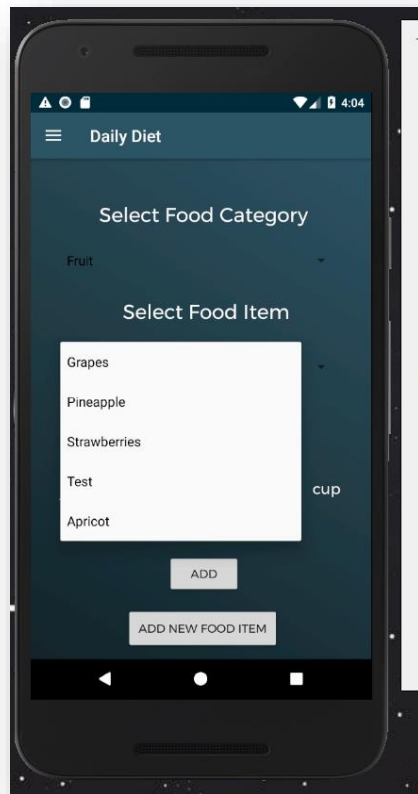 4:04
Daily Diet
Select Food Category
Fruit
Select Food Item
Grapes
Pineapple
Strawberries
Test
cup
Apricot
ADD
ADD NEW FOOD ITEM